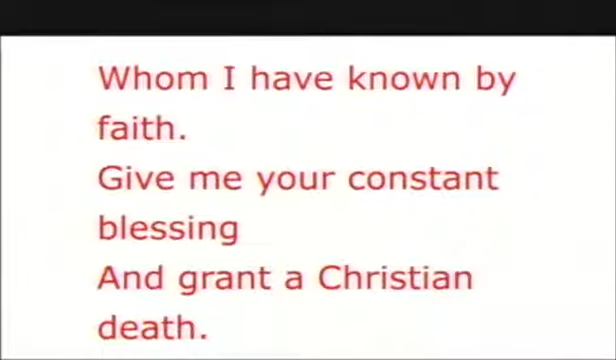 Whom I have known by
faith.
Give me your constant
blessing
And grant a Christian
death.